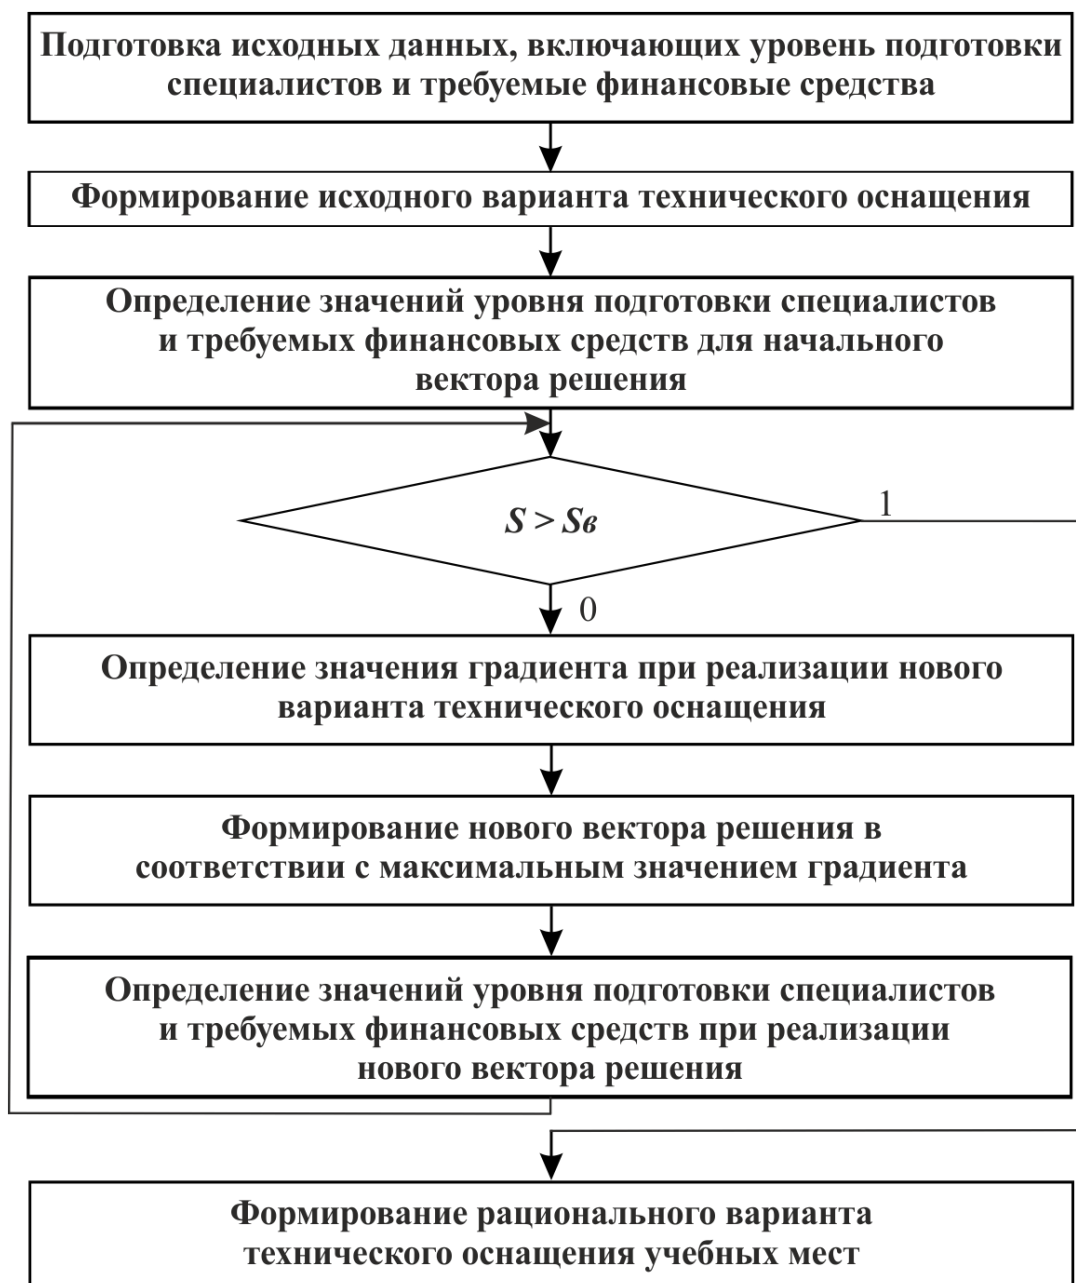 Подготовка исходных данных, включающих уровень подготовки
специалистов и требуемые финансовые средства
Формирование исходного варианта технического оснащения
Определение значений уровня подготовки специалистов
и требуемых финансовых средств для начального
вектора решения
S > Sв
1
0
Определение значения градиента при реализации нового
варианта технического оснащения
Формирование нового вектора решения в
соответствии с максимальным значением градиента
Определение значений уровня подготовки специалистов
и требуемых финансовых средств при реализации
нового вектора решения
Формирование рационального варианта
технического оснащения учебных мест